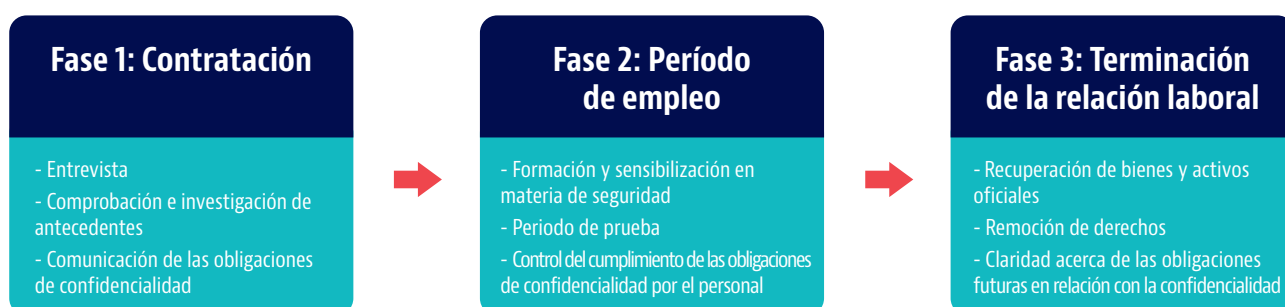 Fase 1: Contratación
- Entrevista
- Comprobación e investigación de
antecedentes
- Comunicación de las obligaciones
de confidencialidad
Fase 2: Período
de empleo
- Formación y sensibilización en
materia de seguridad
- Periodo de prueba
- Control del cumplimiento de las obligaciones
de confidencialidad por el personal
Fase 3: Terminación
de la relación laboral
- Recuperación de bienes y activos
oficiales
- Remoción de derechos
- Claridad acerca de las obligaciones
futuras en relación con la confidencialidad